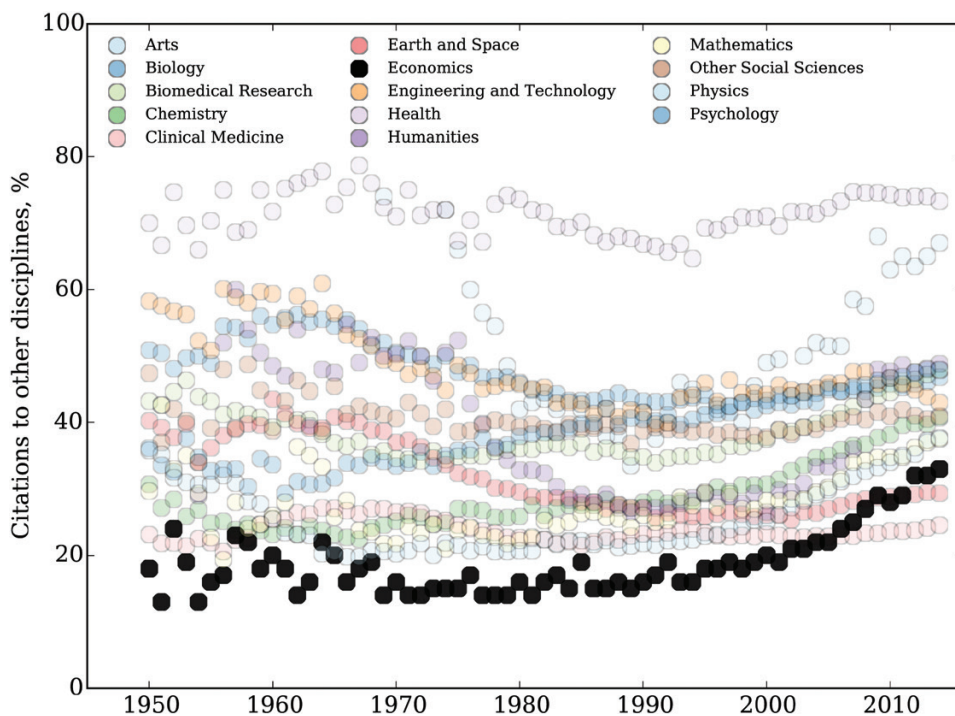 100
80
60
40
20
0
Citations to other disciplines, %
Arts
Biology
Biomedical Research
Chemistry
Clinical Medicine
Earth and Space
Economics
Engineering and Technology
Health
Humanities
Mathematics
Other Social Sciences
Physics
Psychology
1950 1960 1970 1980 1990 2000 2010